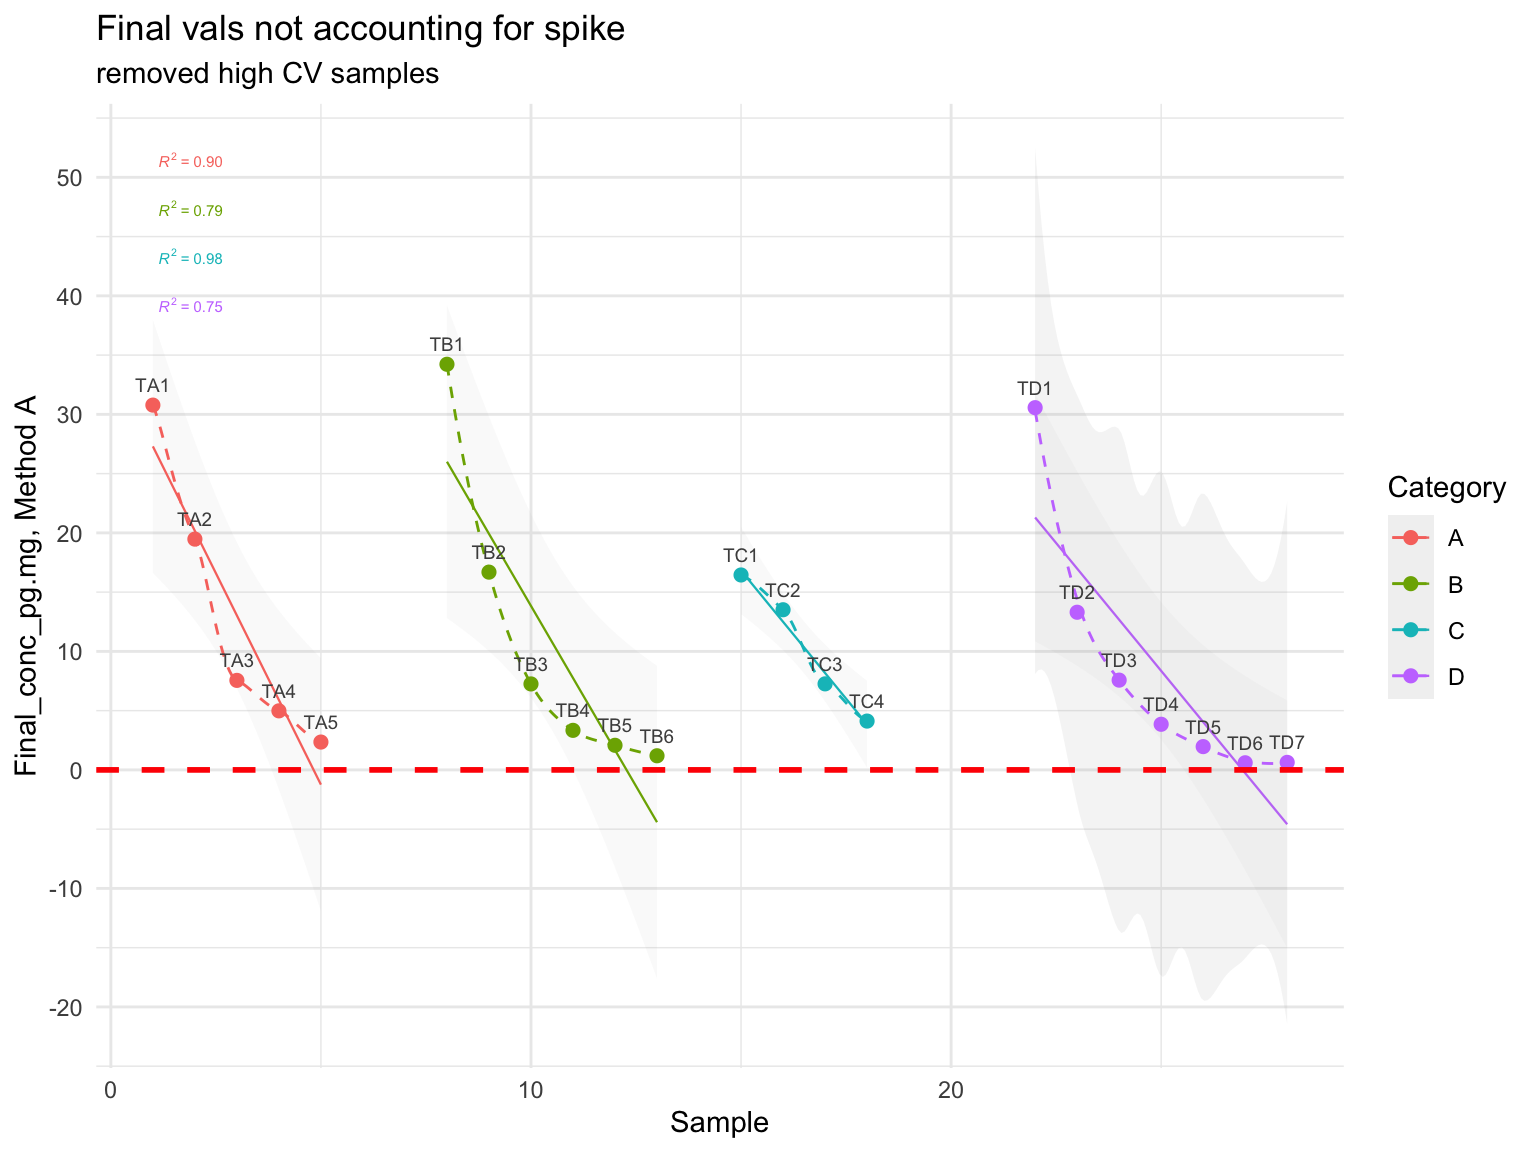 Final vals not accounting for spike
removed high CV samples
R² = 0.90
R² = 0.79
R² = 0.98
R² = 0.75
50
40
30
20
10
0
-10
-20
Final_conc_pg.mg, Method A
TA1
TA2
TA3
TA4
TA5
TB1
TB2
TB3
TB4
TB5
TB6
TC1
TC2
TC3
TC4
TD1
TD2
TD3
TD4
TD5
TD6
TD7
0
10
20
Sample
Category
A
B
C
D